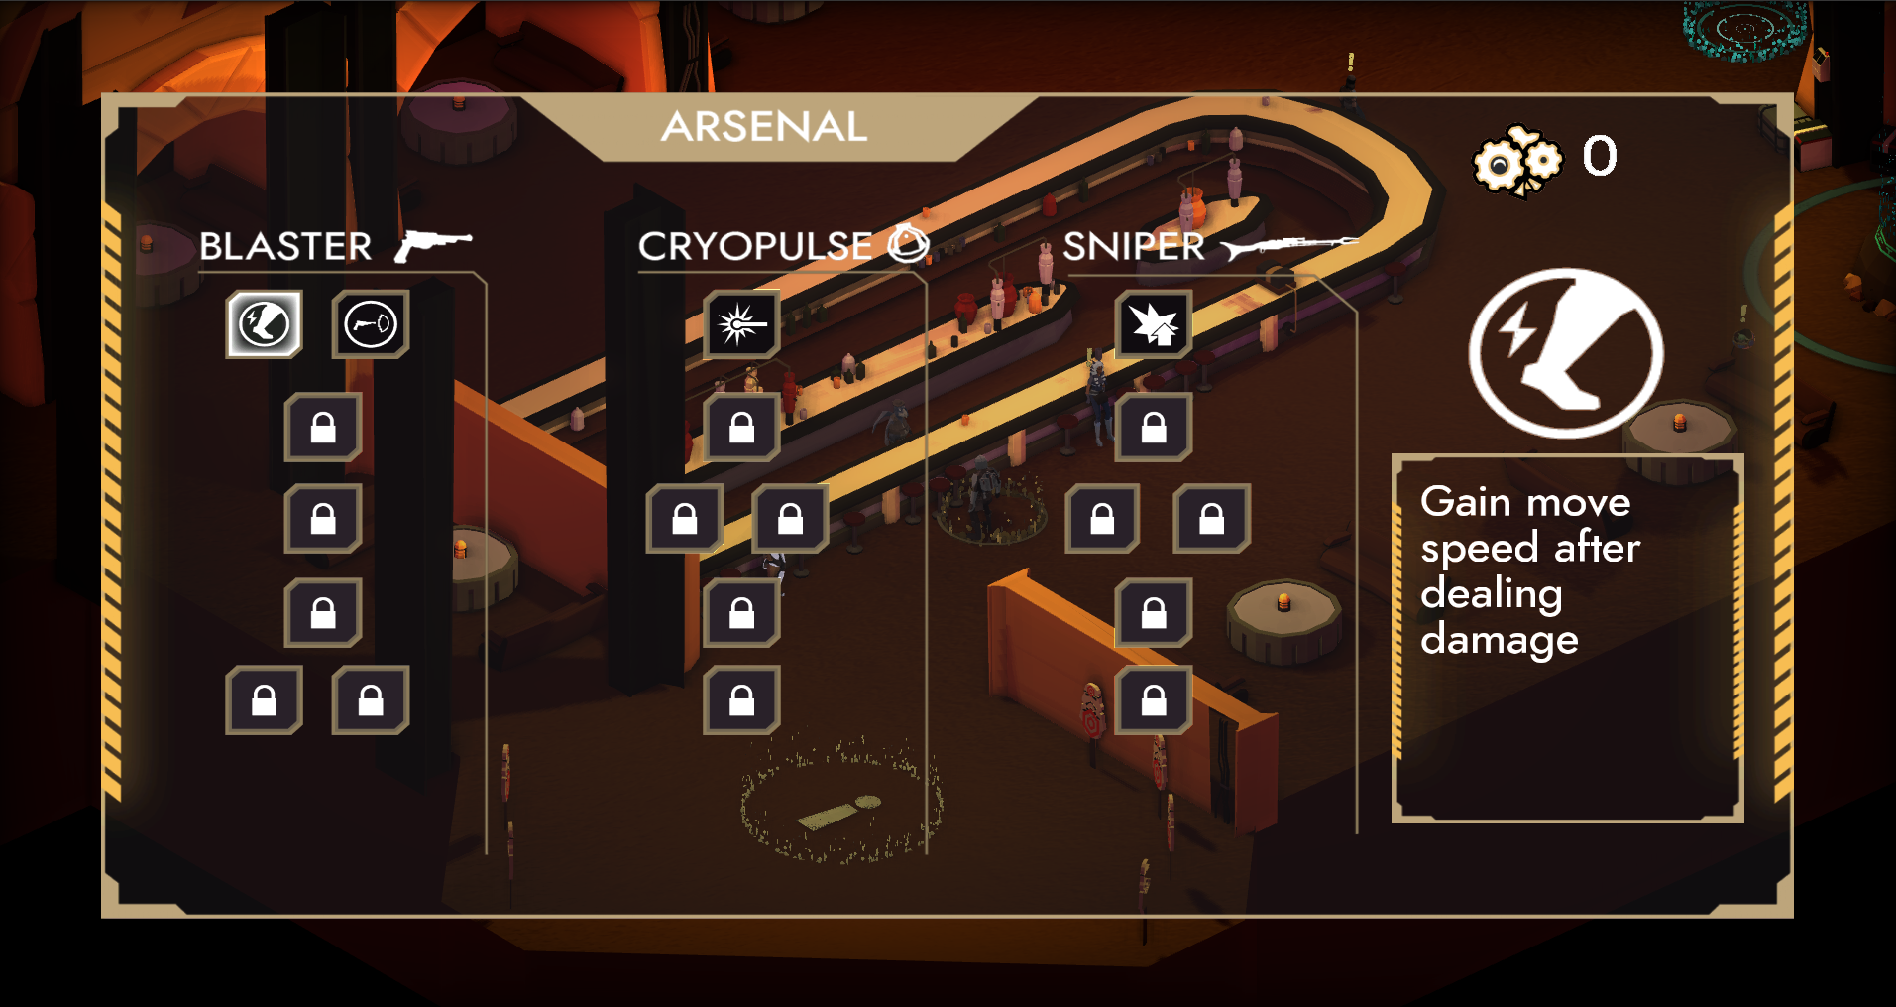 ARSENAL
0
BLASTER
CRYOPULSE
SNIPER
Gain move
speed after
dealing
damage